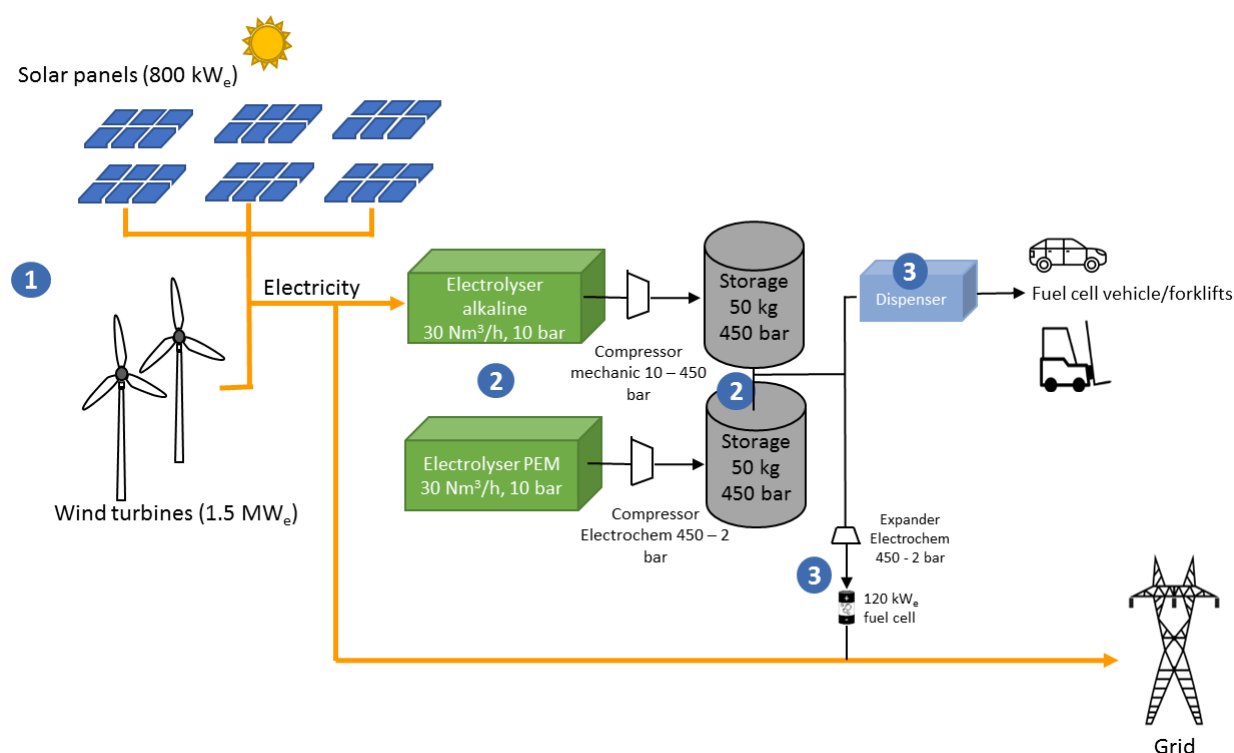 Solar panels (800 kWₑ)
1
Electricity
Wind turbines (1.5 MWₑ)
Electrolyser
alkaline
30 Nm³/h, 10 bar
Compressor
mechanic 10 – 450
bar
2
Electrolyser PEM
30 Nm³/h, 10 bar
Compressor
Electrochem 450 – 2
bar
Storage
50 kg
450 bar
2
Storage
50 kg
450 bar
3
Dispenser
Fuel cell vehicle/forklifts
Expander
Electrochem
450 - 2 bar
3
120 kWₑ
fuel cell
Grid